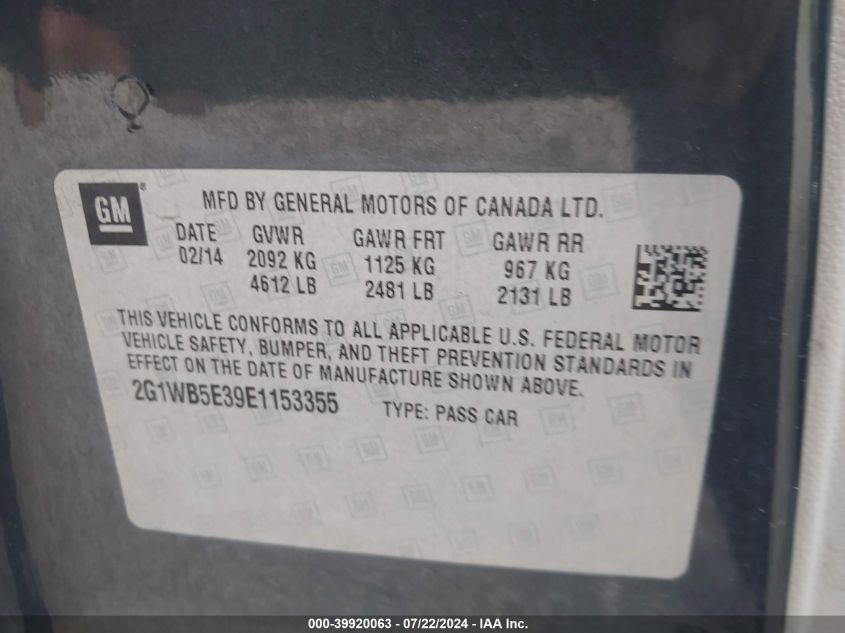 GM®
MFD BY GENERAL MOTORS OF CANADA LTD.
DATE GVWR GAWR FRT GAWR RR
02/14 2092 KG 1125 KG 967 KG
4612 LB 2481 LB 2131 LB
THIS VEHICLE CONFORMS TO ALL APPLICABLE U.S. FEDERAL MOTOR
VEHICLE SAFETY, BUMPER, AND THEFT PREVENTION STANDARDS IN
EFFECT ON THE DATE OF MANUFACTURE SHOWN ABOVE.
2G1WB5E39E1153355 TYPE: PASS CAR
000-39920063 - 07/22/2024 - IAA Inc.